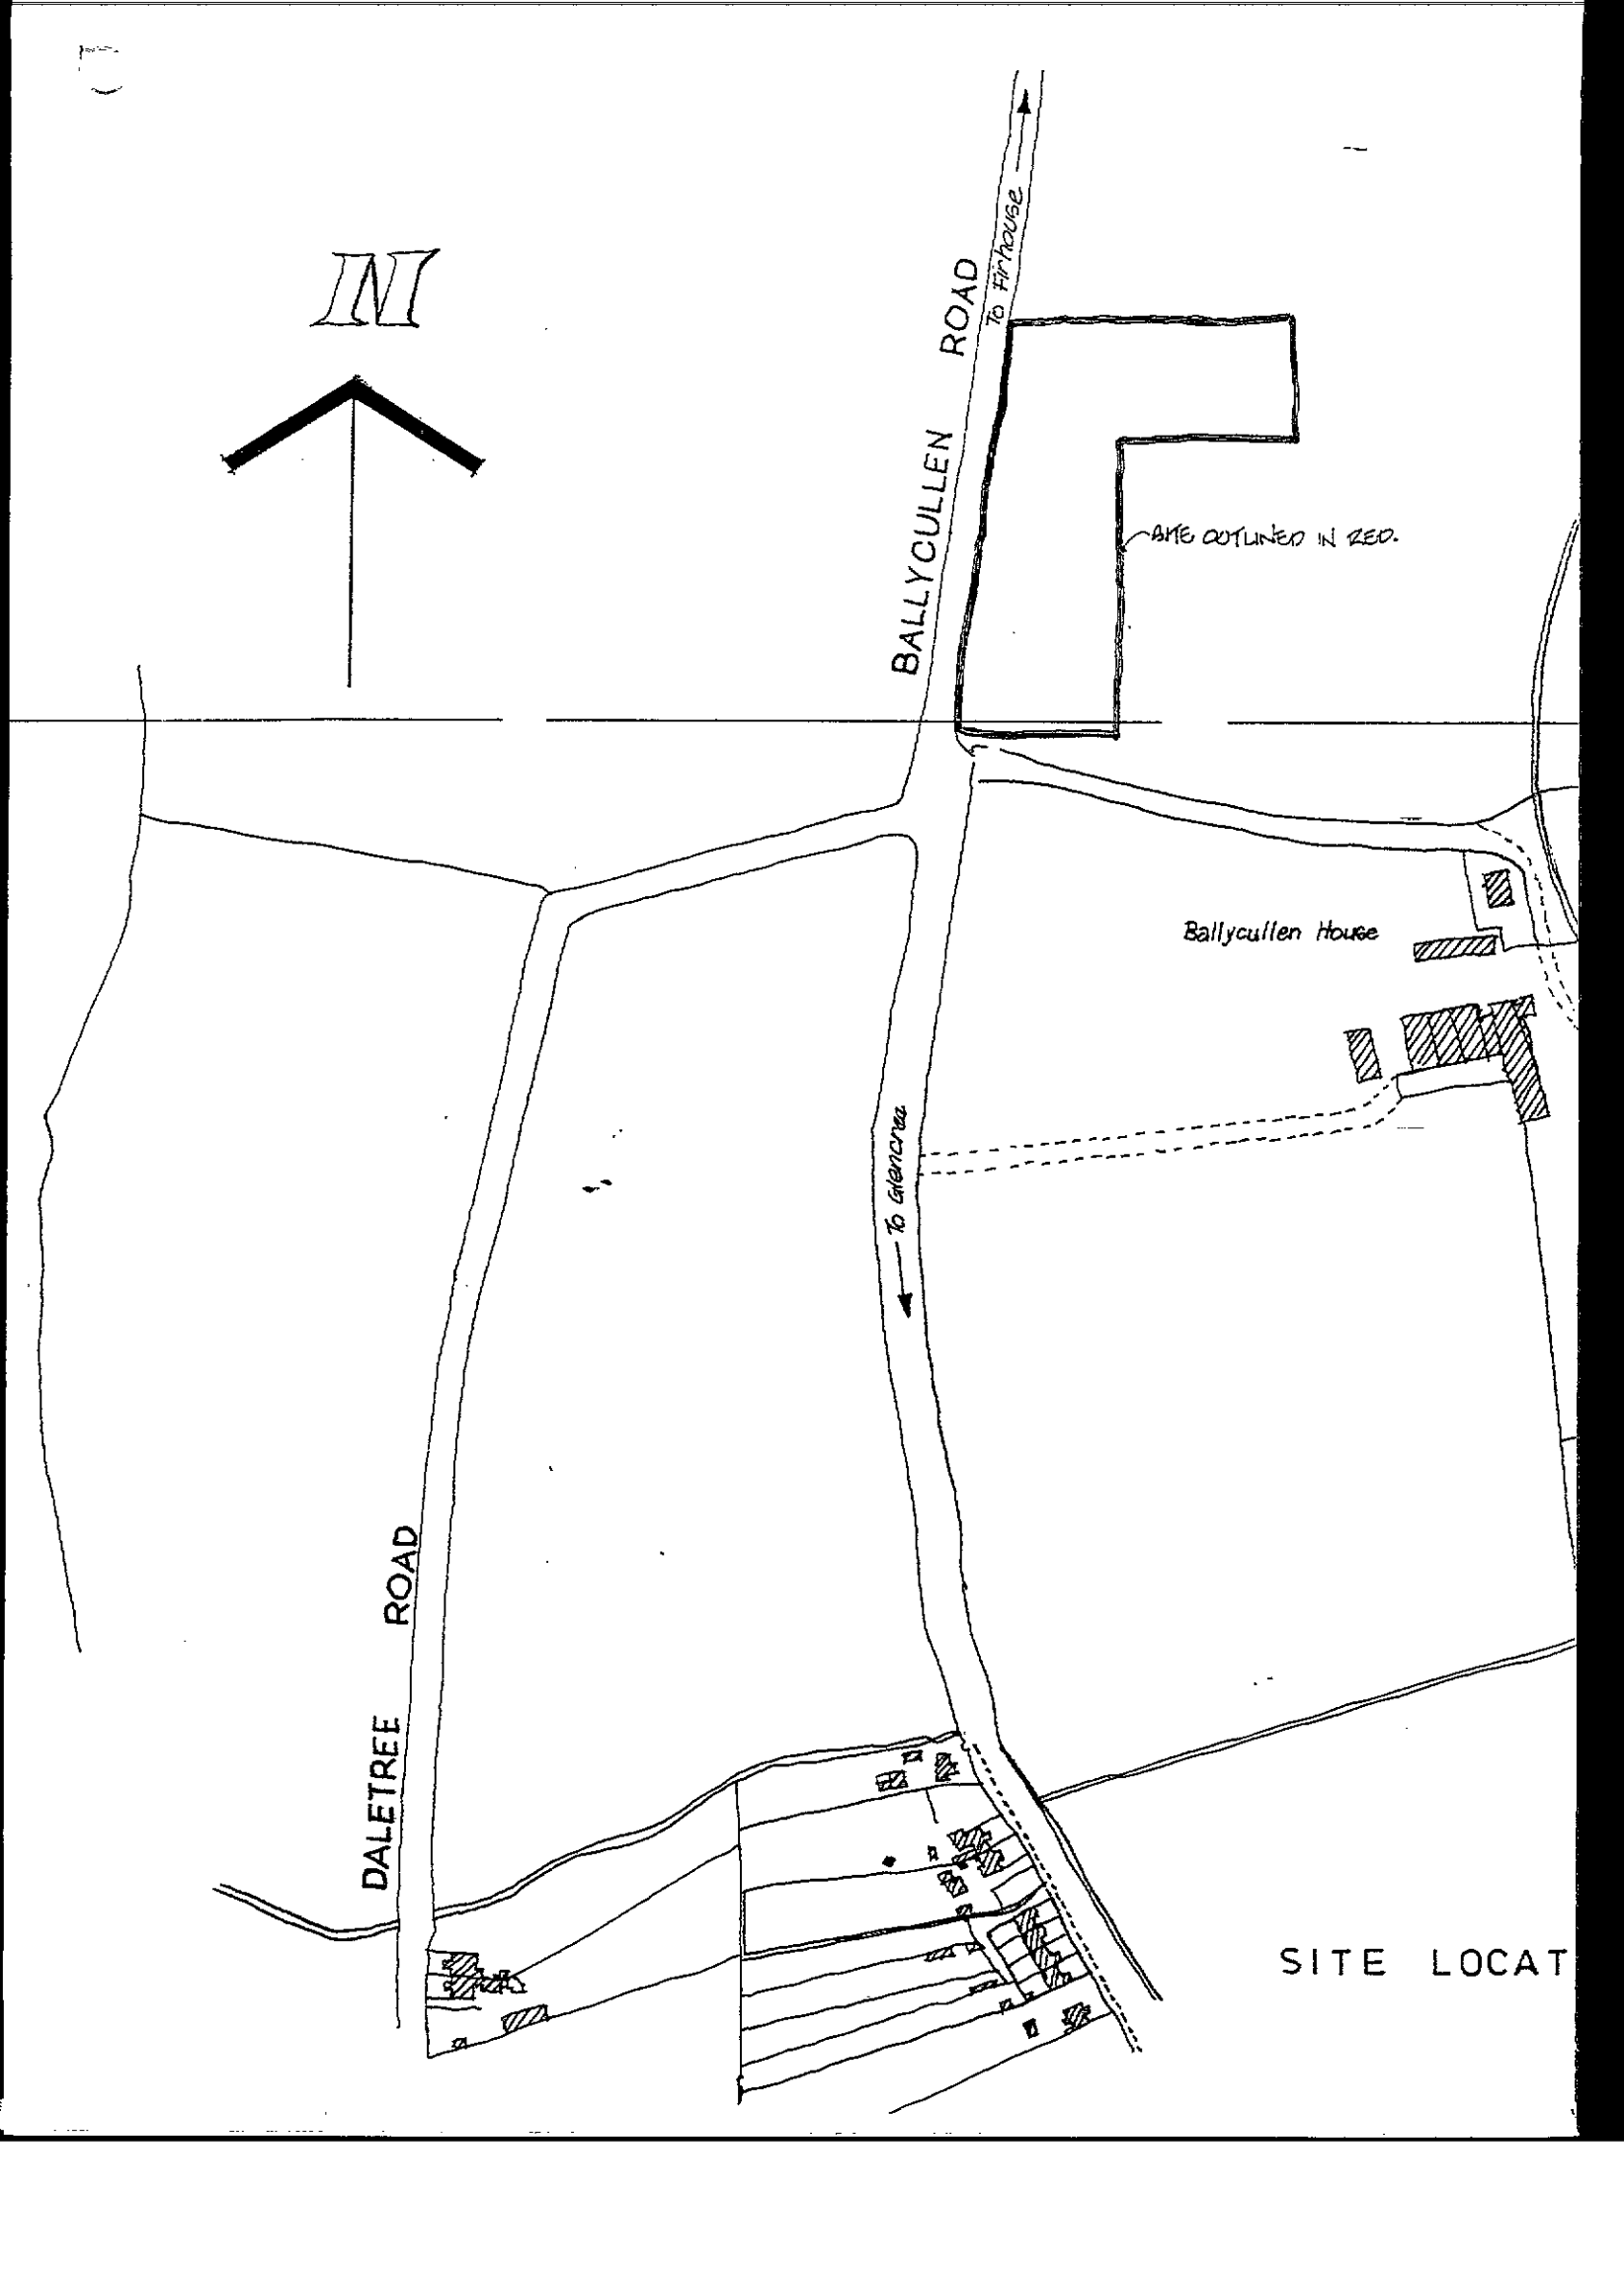 N
BALLYCULLEN ROAD
To Firhouse
SITE OUTLINED IN RED.
Ballycullen House
To Glencrea
DALETREE ROAD
SITE LOCAT